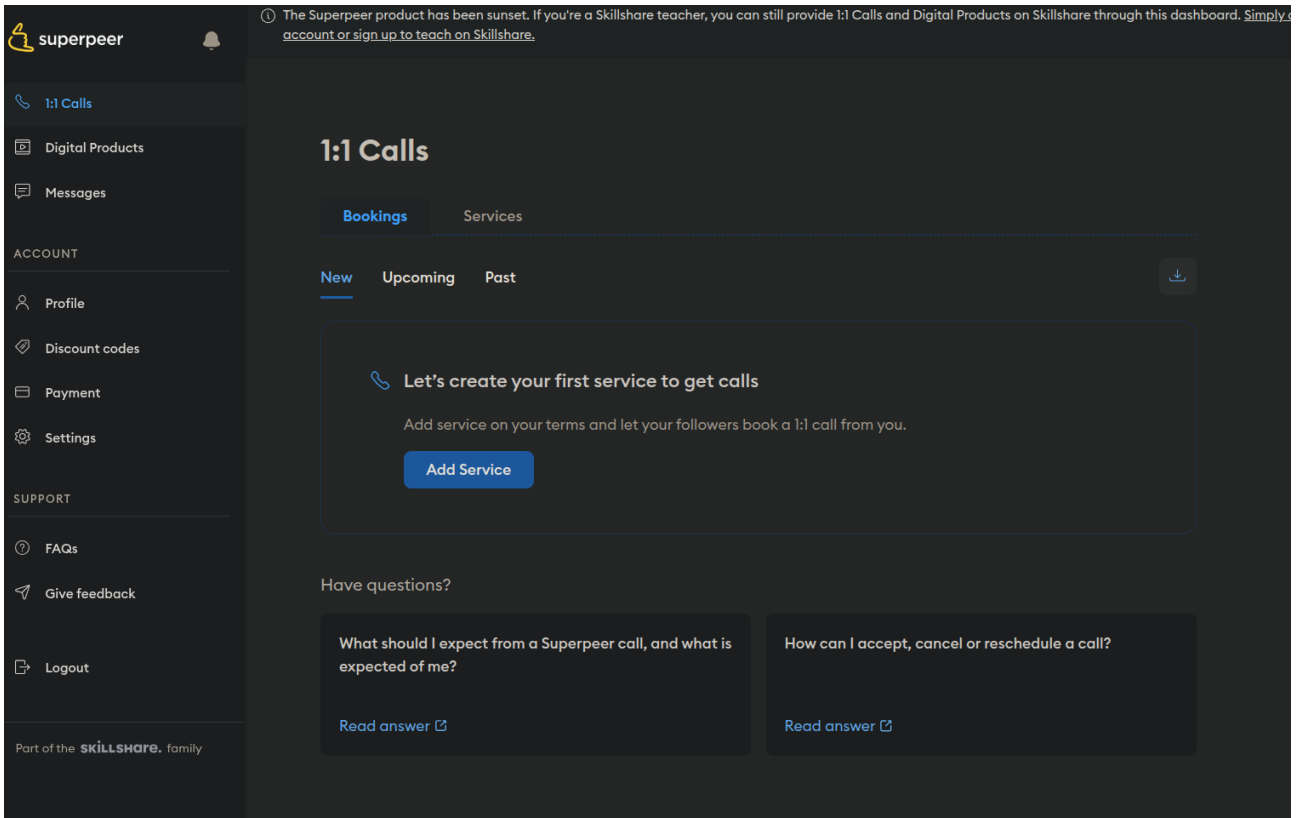 superpeer
The Superpeer product has been sunset. If you're a Skillshare teacher, you can still provide 1:1 Calls and Digital Products on Skillshare through this dashboard. Simply
account or sign up to teach on Skillshare.
1:1 Calls
Digital Products
Messages
ACCOUNT
Profile
Discount codes
Payment
Settings
SUPPORT
FAQs
Give feedback
Logout
Part of the SKILLSHARE. family
1:1 Calls
Bookings Services
New Upcoming Past
Let's create your first service to get calls
Add service on your terms and let your followers book a 1:1 call from you.
Add Service
Have questions?
What should I expect from a Superpeer call, and what is
expected of me?
Read answer
How can I accept, cancel or reschedule a call?
Read answer